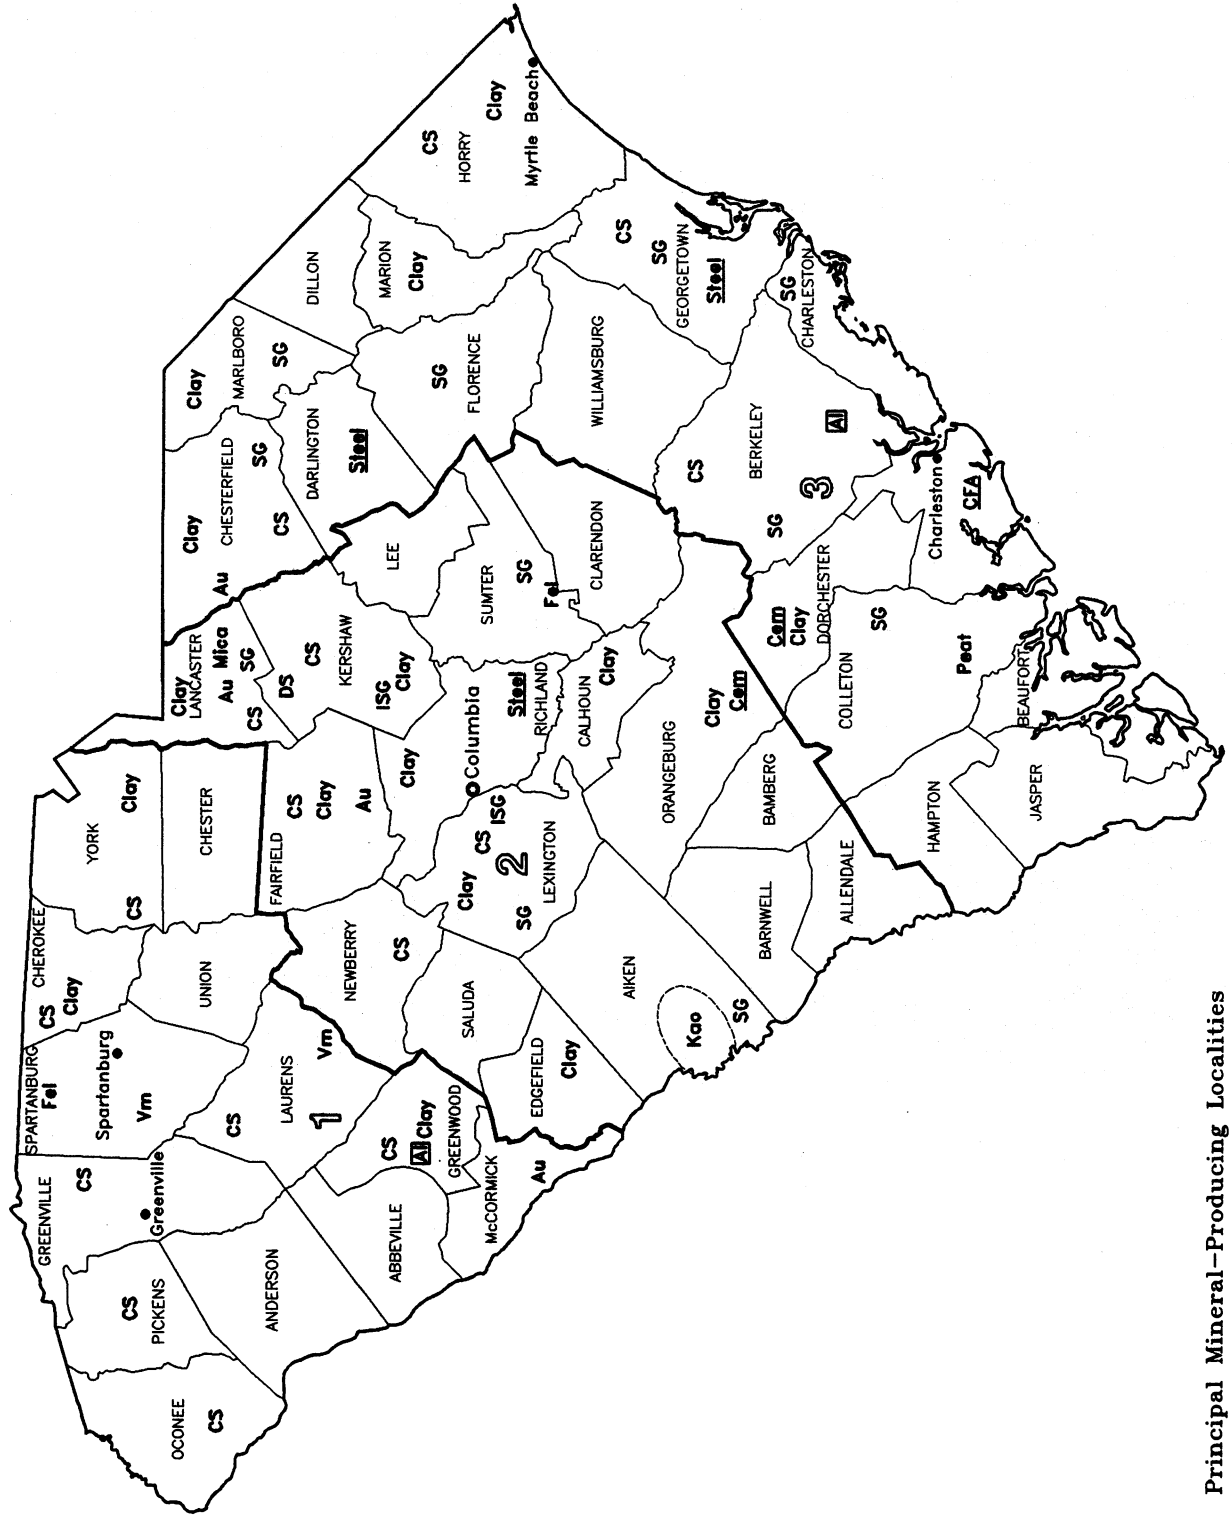 OCONEE
CS
CS
PICKENS
GREENVILLE
CS
Greenville
ANDERSON
SPARTANBURG
Fel
Spartanburg
Vm
CHEROKEE
CS
Clay
UNION
CS
LAURENS
Vm
1
ABBEVILLE
CS
Al Clay
GREENWOOD
McCORMICK
Au
YORK
Clay
CS
CHESTER
FAIRFIELD
CS
Clay
Au
NEWBERRY
CS
SALUDA
EDGEFIELD
Clay
AIKEN
Kao
SG
Clay
CS
ISG
2
SG
LEXINGTON
Clay
Columbia
Steel
RICHLAND
Clay
LANCASTER
Au
Mica
SG
CS
DS
CS
KERSHAW
ISG
Clay
LEE
SUMTER
SG
Fel
CLARENDON
CALHOUN
Clay
ORANGEBURG
Clay
Cem
BAMBERG
BARNWELL
ALLENDALE
Clay
CHESTERFIELD
SG
CS
Au
Clay
MARLBORO
SG
DARLINGTON
Steel
DILLON
MARION
Clay
SG
FLORENCE
CS
HORRY
Clay
Myrtle Beach
WILLIAMSBURG
CS
SG
GEORGETOWN
Steel
CS
BERKELEY
Al
3
SG
SG
CHARLESTON
Charleston
CFA
Cem
Clay
DORCHESTER
SG
COLLETON
Peat
HAMPTON
JASPER
BEAUFORT
Principal Mineral-Producing Localities